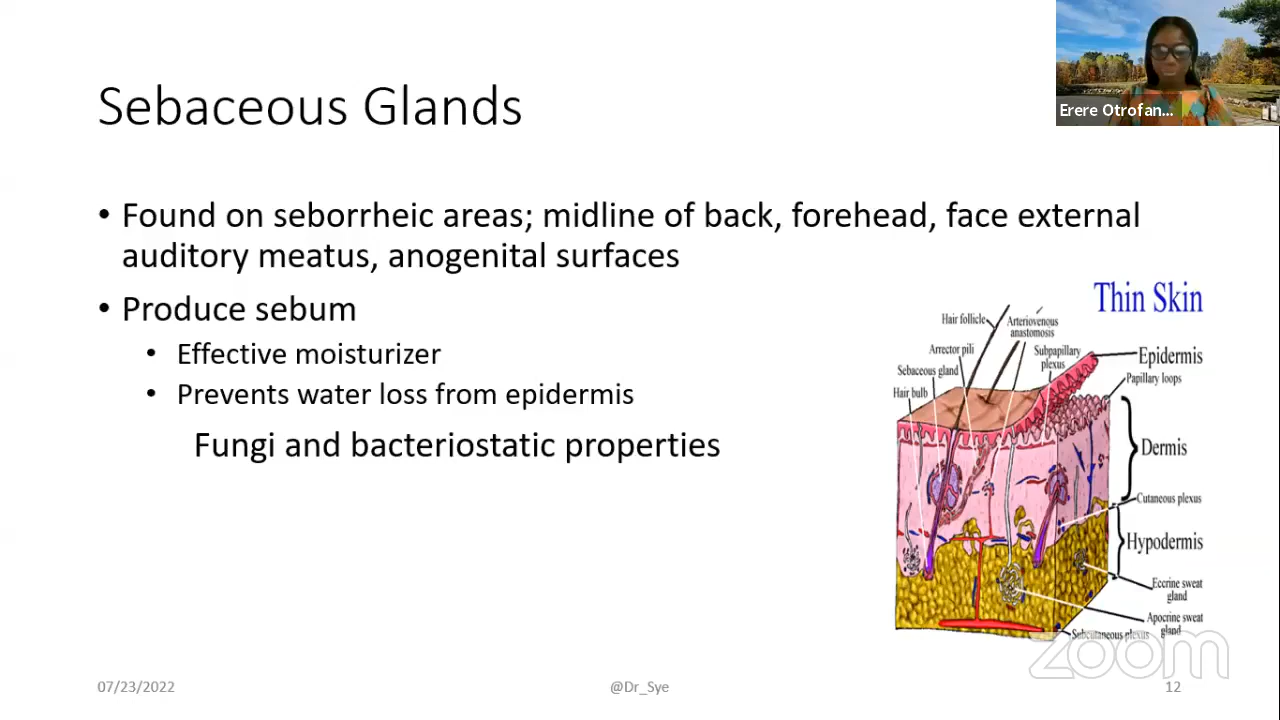 Erere Otrofan...
Sebaceous Glands
• Found on seborrheic areas; midline of back, forehead, face external
auditory meatus, anogenital surfaces
• Produce sebum
• Effective moisturizer
• Prevents water loss from epidermis
Fungi and bacteriostatic properties
Thin Skin
Hair follicle
Arteriovenous
anastomosis
Arrector pili
Subpapillary
plexus
Epidermis
Sebaceous gland
Papillary loops
Hair bulb
Dermis
Cutaneous plexus
Hypodermis
Eccrine sweat
gland
Apocrine sweat
gland
Subcutaneous plexus
zoom
07/23/2022
@Dr_Sye
12